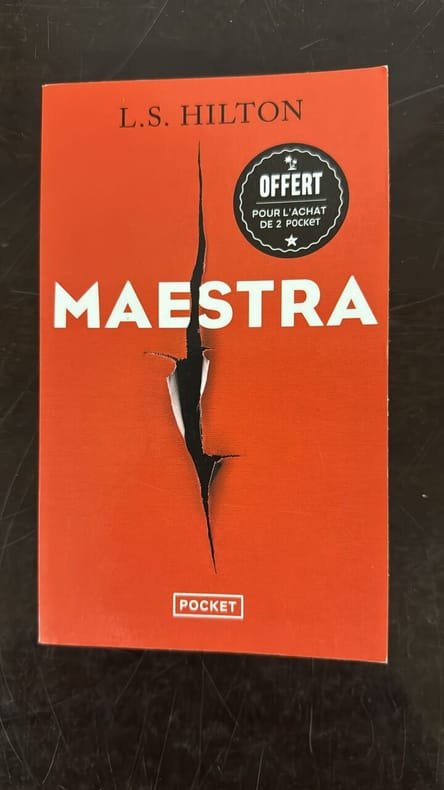 L.S. HILTON
OFFERT
POUR L'ACHAT
DE 2 POCKET
MAESTRA
POCKET